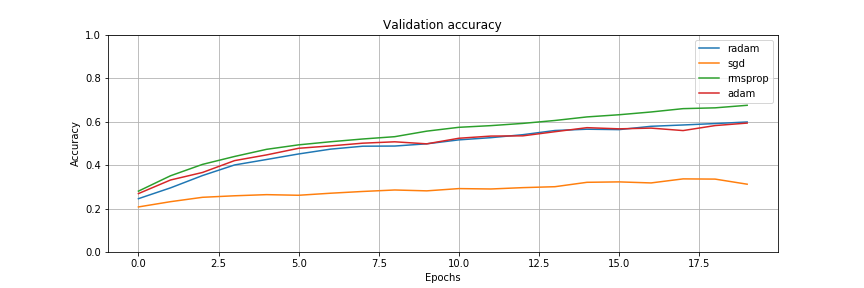 Validation accuracy
1.0
0.8
0.6
0.4
0.2
0.0
Accuracy
radam
sgd
rmsprop
adam
0.0 2.5 5.0 7.5 10.0 12.5 15.0 17.5
Epochs